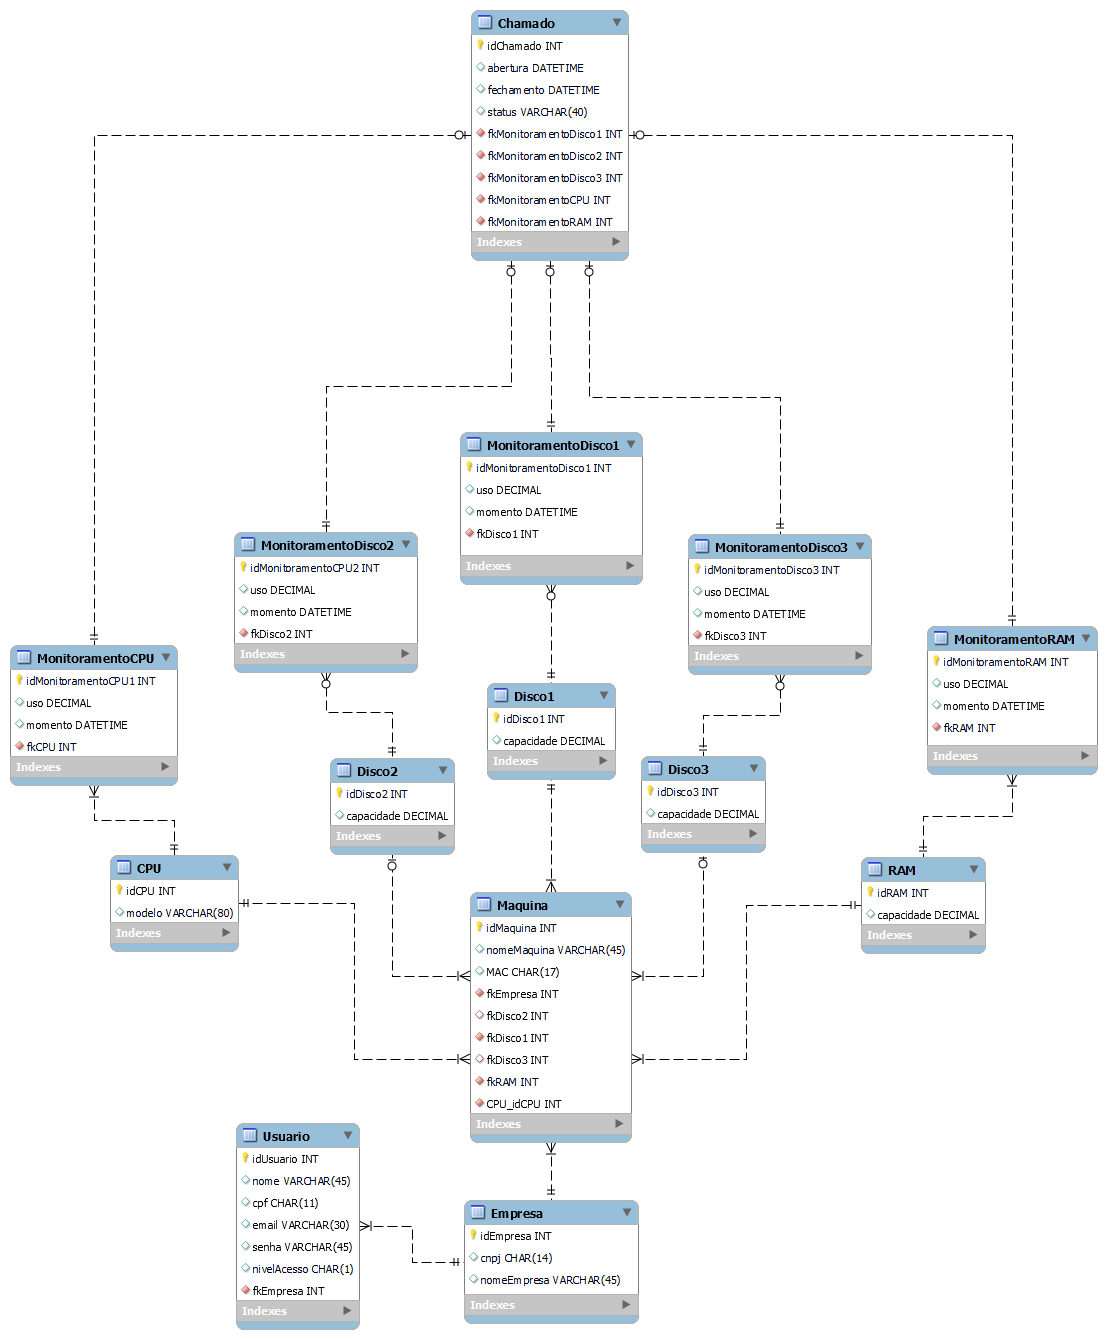 Chamado
idChamado INT
abertura DATETIME
fechamento DATETIME
status VARCHAR(40)
fkMonitoramentoDisco1 INT
fkMonitoramentoDisco2 INT
fkMonitoramentoDisco3 INT
fkMonitoramentoCPU INT
fkMonitoramentoRAM INT
Indexes
MonitoramentoDisco1
idMonitoramentoDisco1 INT
uso DECIMAL
momento DATETIME
fkDisco1 INT
Indexes
MonitoramentoDisco2
idMonitoramentoCPU2 INT
uso DECIMAL
momento DATETIME
fkDisco2 INT
Indexes
MonitoramentoDisco3
idMonitoramentoDisco3 INT
uso DECIMAL
momento DATETIME
fkDisco3 INT
Indexes
MonitoramentoCPU
idMonitoramentoCPU1 INT
uso DECIMAL
momento DATETIME
fkCPU INT
Indexes
MonitoramentoRAM
idMonitoramentoRAM INT
uso DECIMAL
momento DATETIME
fkRAM INT
Indexes
Disco1
idDisco1 INT
capacidade DECIMAL
Indexes
Disco2
idDisco2 INT
capacidade DECIMAL
Indexes
Disco3
idDisco3 INT
capacidade DECIMAL
Indexes
CPU
idCPU INT
modelo VARCHAR(80)
Indexes
RAM
idRAM INT
capacidade DECIMAL
Indexes
Maquina
idMaquina INT
nomeMaquina VARCHAR(45)
MAC CHAR(17)
fkEmpresa INT
fkDisco2 INT
fkDisco1 INT
fkDisco3 INT
fkRAM INT
CPU_idCPU INT
Indexes
Usuario
idUsuario INT
nome VARCHAR(45)
cpf CHAR(11)
email VARCHAR(30)
senha VARCHAR(45)
nivelAcesso CHAR(1)
fkEmpresa INT
Indexes
Empresa
idEmpresa INT
cnpj CHAR(14)
nomeEmpresa VARCHAR(45)
Indexes